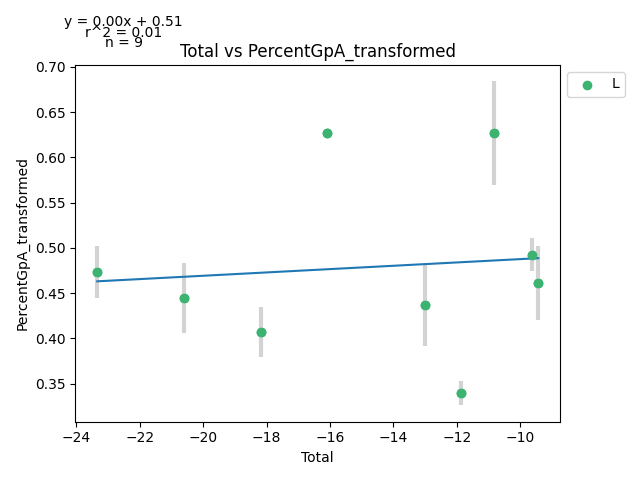 y = 0.00x + 0.51
r^2 = 0.01
n = 9
Total vs PercentGpA_transformed
L
0.70
0.65
0.60
0.55
0.50
0.45
0.40
0.35
PercentGpA_transformed
−24 −22 −20 −18 −16 −14 −12 −10
Total